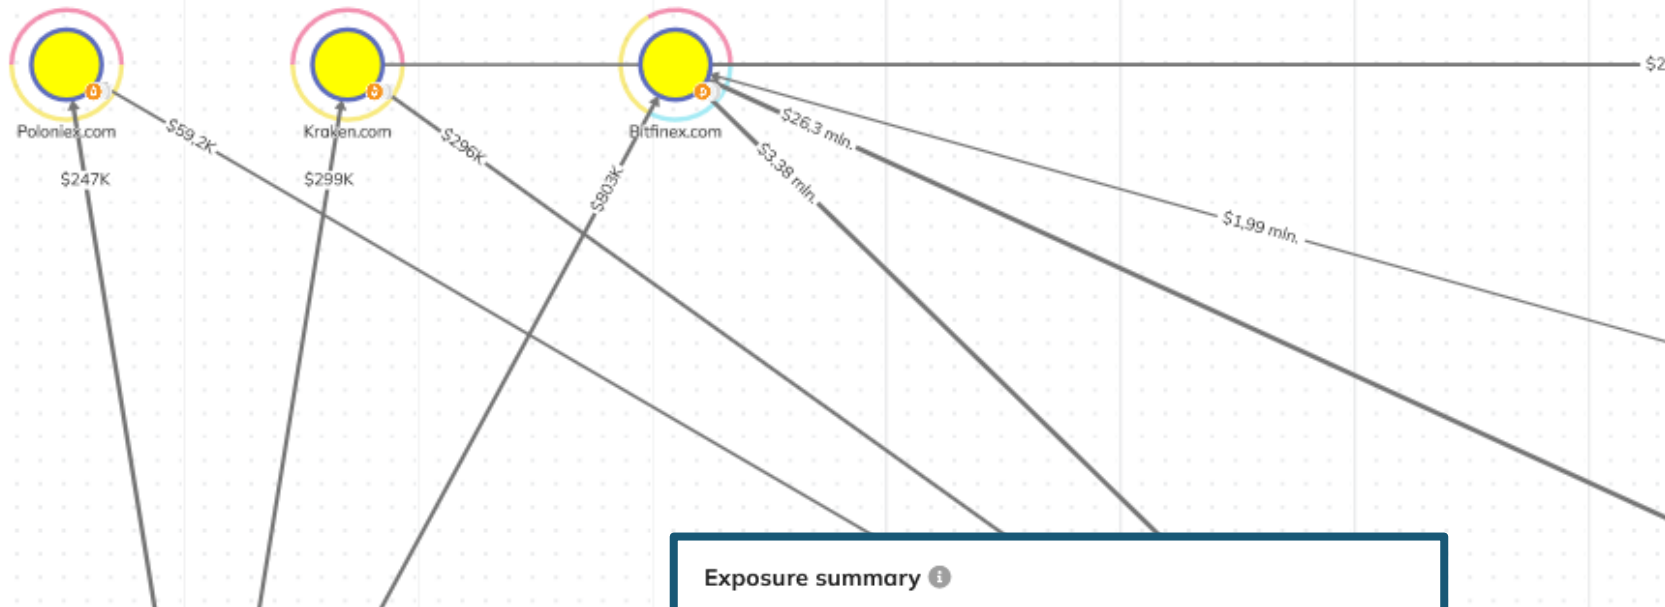 $2
Poloniex.com
Kraken.com
Bitfinex.com
$59,2K
$296K
$26,3 mln.
$3,38 mln.
$247K
$299K
$803K
$1,99 mln.
Exposure summary